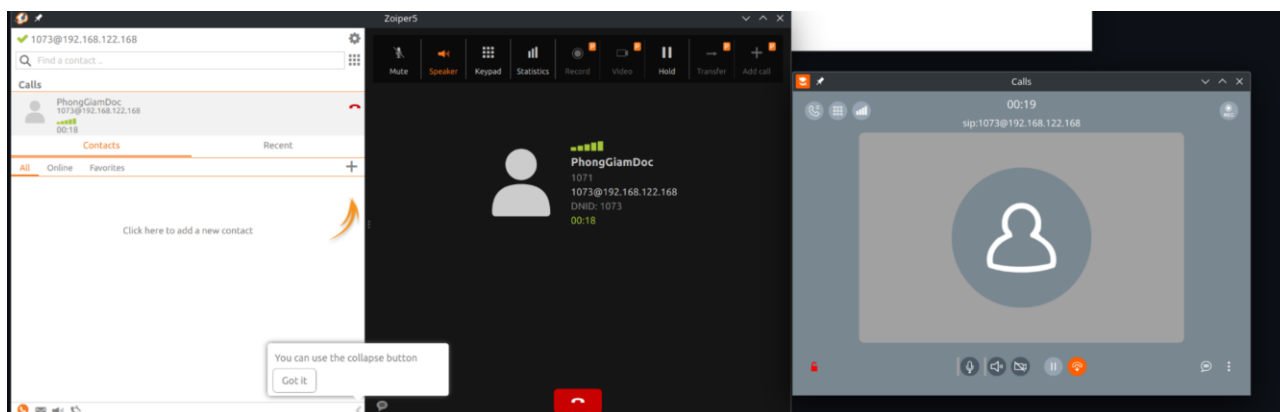 Zoiper5
1073@192.168.122.168
Find a contact ..
Calls
PhongGiamDoc
1073@192.168.122.168
00:18
Contacts Recent
All Online Favorites
Click here to add a new contact
You can use the collapse button
Got it
Mute Speaker Keypad Statistics Record Video Hold Transfer Add call
PhongGiamDoc
1071
1073@192.168.122.168
DNID: 1073
00:18
Calls
00:19
sip:1073@192.168.122.168
REC